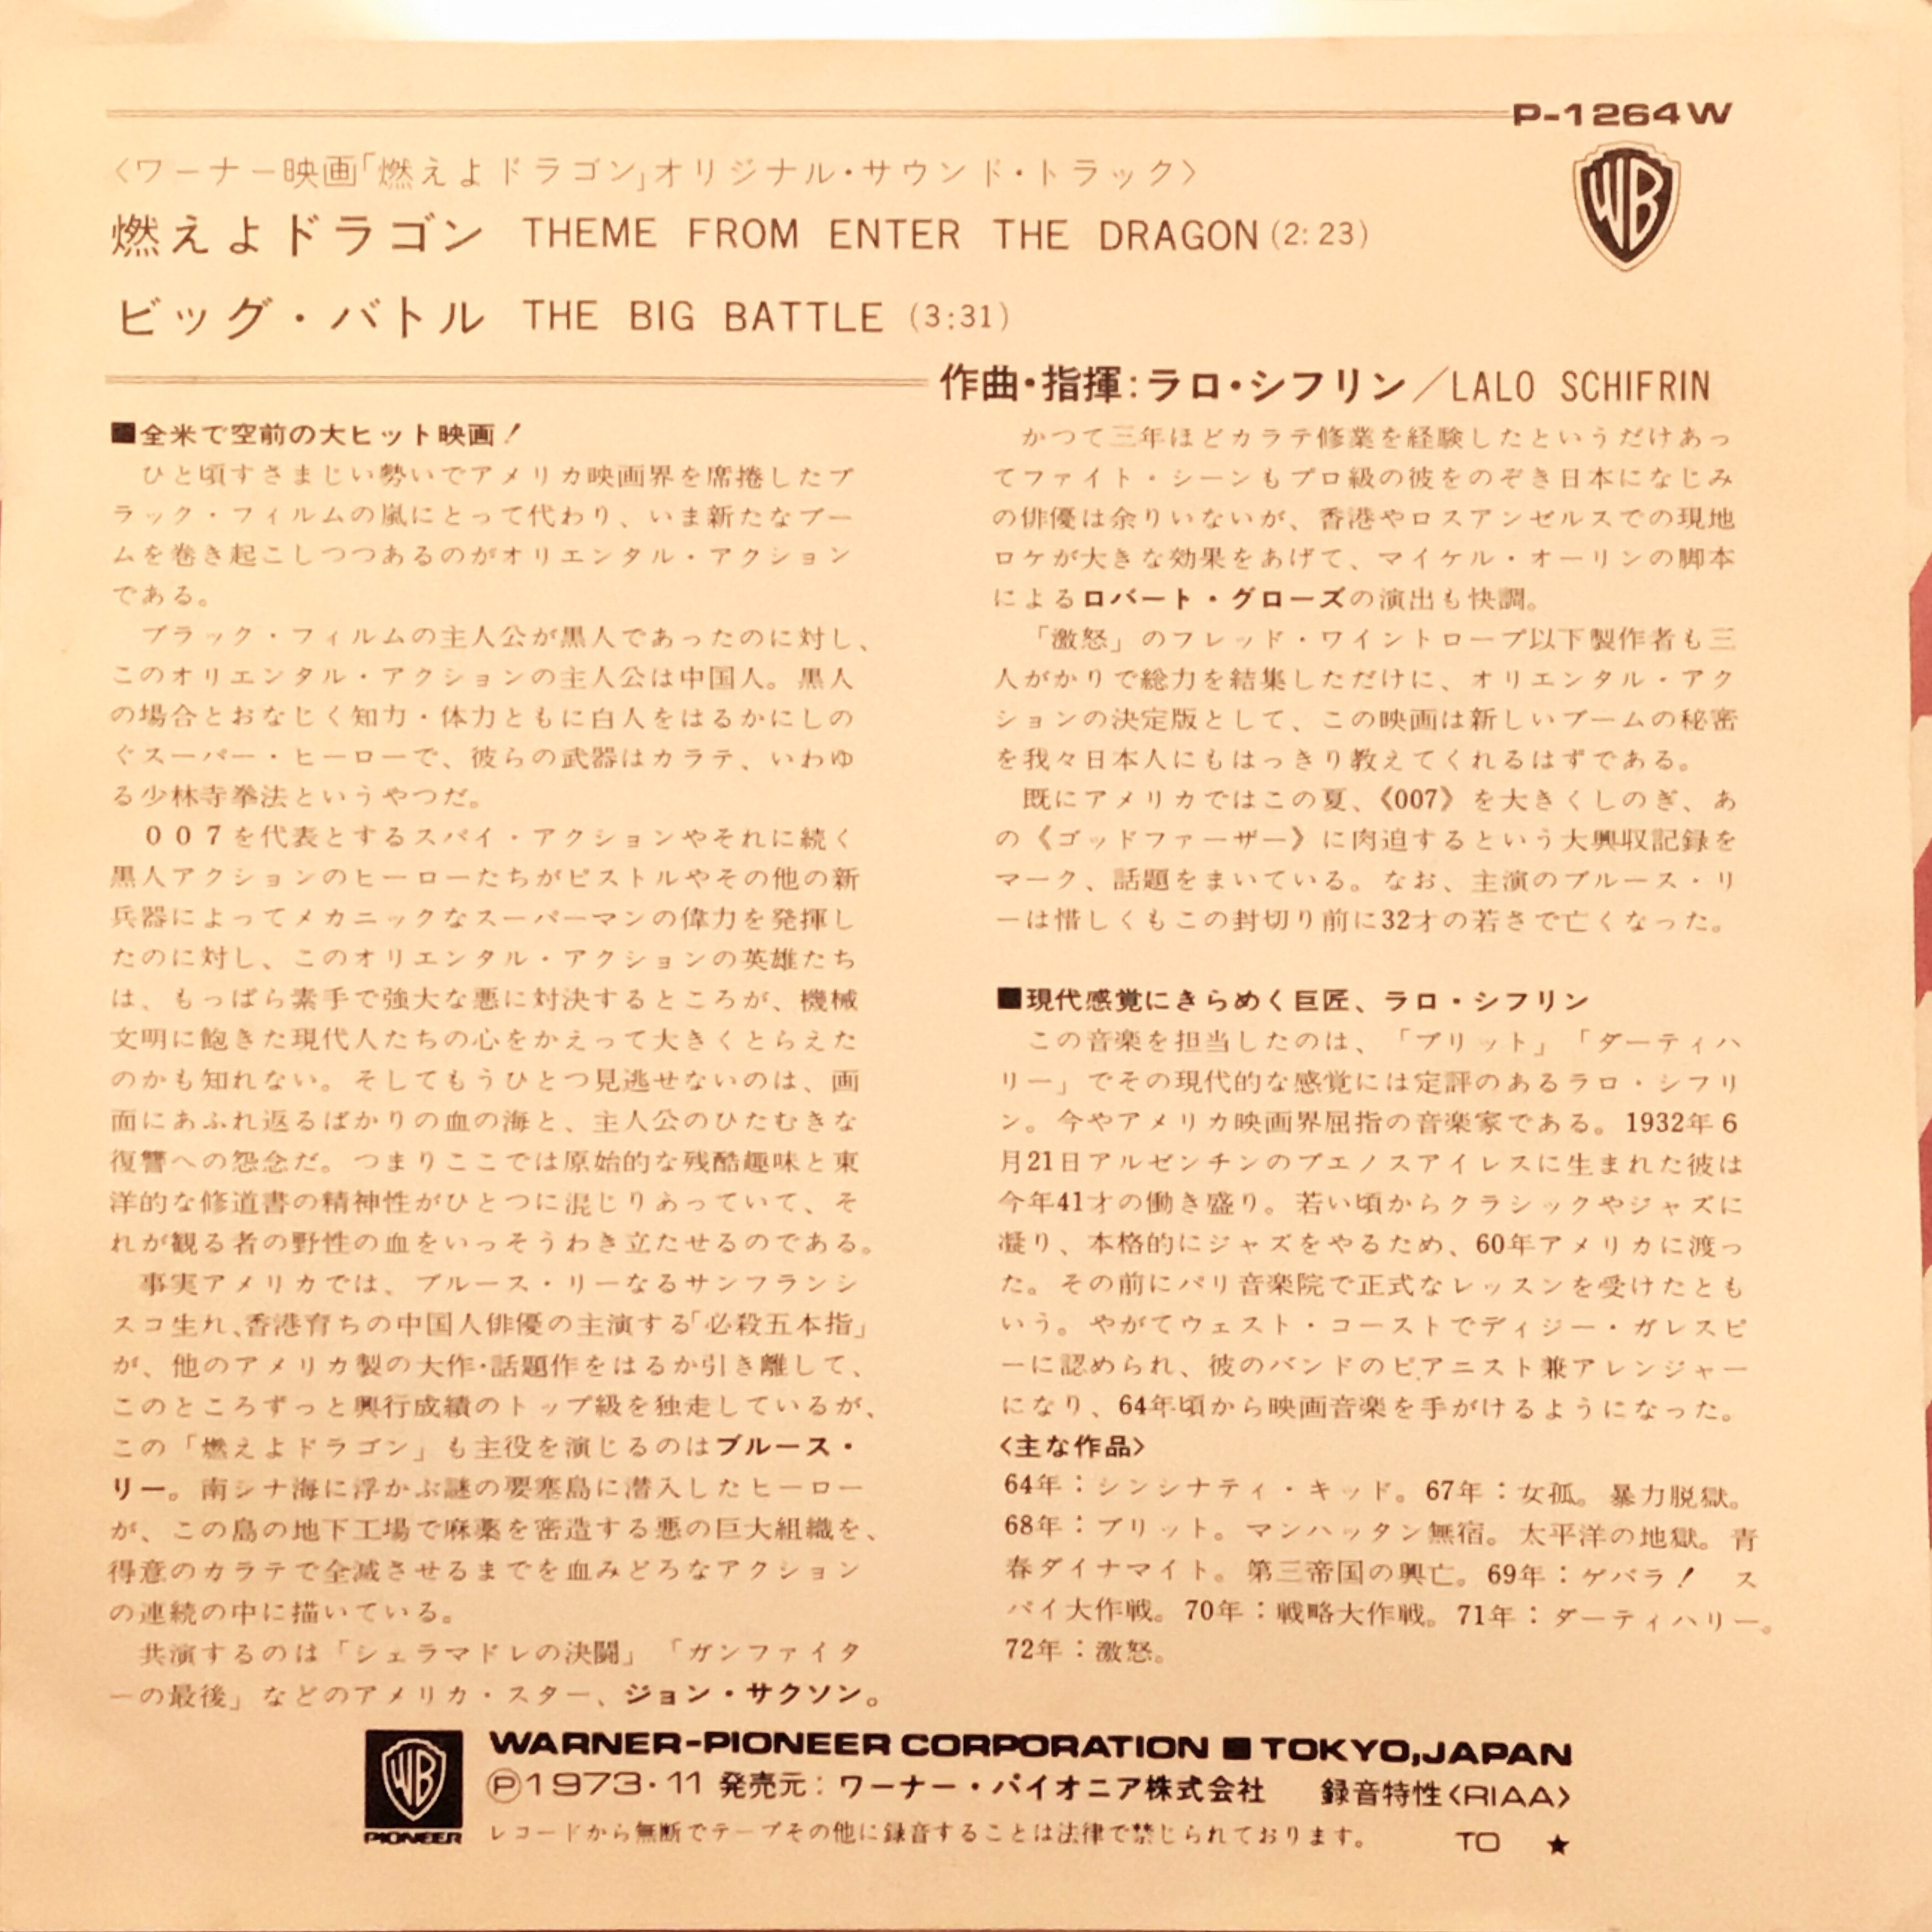 P-1264W
〈ワーナー映画「燃えよドラゴン」オリジナル・サウンド・トラック〉
WB
燃えよドラゴン THEME FROM ENTER THE DRAGON (2:23)
ビッグ・バトル THE BIG BATTLE (3:31)
作曲・指揮:ラロ・シフリン／LALO SCHIFRIN
■全米で空前の大ヒット映画！
ひと頃すさまじい勢いでアメリカ映画界を席捲したブ
ラック・フィルムの嵐にとって代わり、いま新たなブー
ムを巻き起こしつつあるのがオリエンタル・アクション
である。
ブラック・フィルムの主人公が黒人であったのに対し、
このオリエンタル・アクションの主人公は中国人。黒人
の場合とおなじく知力・体力ともに白人をはるかにしの
ぐスーパー・ヒーローで、彼らの武器はカラテ、いわゆ
る少林寺拳法というやつだ。
００７を代表とするスパイ・アクションやそれに続く
黒人アクションのヒーローたちがピストルやその他の新
兵器によってメカニックなスーパーマンの偉力を発揮し
たのに対し、このオリエンタル・アクションの英雄たち
は、もっぱら素手で強大な悪に対決するところが、機械
文明に飽きた現代人たちの心をかえって大きくとらえた
のかも知れない。そしてもうひとつ見逃せないのは、画
面にあふれ返るばかりの血の海と、主人公のひたむきな
復讐への怨念だ。つまりここでは原始的な残酷趣味と東
洋的な修道書の精神性がひとつに混じりあっていて、そ
れが観る者の野性の血をいっそうわき立たせるのである。
事実アメリカでは、ブルース・リーなるサンフランシ
スコ生れ、香港育ちの中国人俳優の主演する「必殺五本指」
が、他のアメリカ製の大作・話題作をはるか引き離して、
このところずっと興行成績のトップ級を独走しているが、
この「燃えよドラゴン」も主役を演じるのはブルース・
リー。南シナ海に浮かぶ謎の要塞島に潜入したヒーロー
が、この島の地下工場で麻薬を密造する悪の巨大組織を、
得意のカラテで全滅させるまでを血みどろなアクション
の連続の中に描いている。
共演するのは「シェラマドレの決闘」「ガンファイタ
ーの最後」などのアメリカ・スター、ジョン・サクソン。
かつて三年ほどカラテ修業を経験したというだけあっ
てファイト・シーンもプロ級の彼をのぞき日本になじみ
の俳優は余りいないが、香港やロスアンゼルスでの現地
ロケが大きな効果をあげて、マイケル・オーリンの脚本
によるロバート・グローズの演出も快調。
「激怒」のフレッド・ワイントロープ以下製作者も三
人がかりで総力を結集しただけに、オリエンタル・アク
ションの決定版として、この映画は新しいブームの秘密
を我々日本人にもはっきり教えてくれるはずである。
既にアメリカではこの夏、《007》を大きくしのぎ、あ
の《ゴッドファーザー》に肉迫するという大興収記録を
マーク、話題をまいている。なお、主演のブルース・リ
ーは惜しくもこの封切り前に32才の若さで亡くなった。
■現代感覚にきらめく巨匠、ラロ・シフリン
この音楽を担当したのは、「ブリット」「ダーティハ
リー」でその現代的な感覚には定評のあるラロ・シフリ
ン。今やアメリカ映画界屈指の音楽家である。1932年6
月21日アルゼンチンのブエノスアイレスに生まれた彼は
今年41才の働き盛り。若い頃からクラシックやジャズに
凝り、本格的にジャズをやるため、60年アメリカに渡っ
た。その前にパリ音楽院で正式なレッスンを受けたとも
いう。やがてウェスト・コーストでディジー・ガレスピ
ーに認められ、彼のバンドのピアニスト兼アレンジャー
になり、64年頃から映画音楽を手がけるようになった。
〈主な作品〉
64年：シンシナティ・キッド。67年：女狐。暴力脱獄。
68年：ブリット。マンハッタン無宿。太平洋の地獄。青
春ダイナマイト。第三帝国の興亡。69年：ゲバラ！　ス
パイ大作戦。70年：戦略大作戦。71年：ダーティハリー。
72年：激怒。
WB
PIONEER
WARNER-PIONEER CORPORATION ■ TOKYO,JAPAN
Ⓟ1973・11 発売元：ワーナー・パイオニア株式会社　録音特性〈RIAA〉
レコードから無断でテープその他に録音することは法律で禁じられております。
TO ★